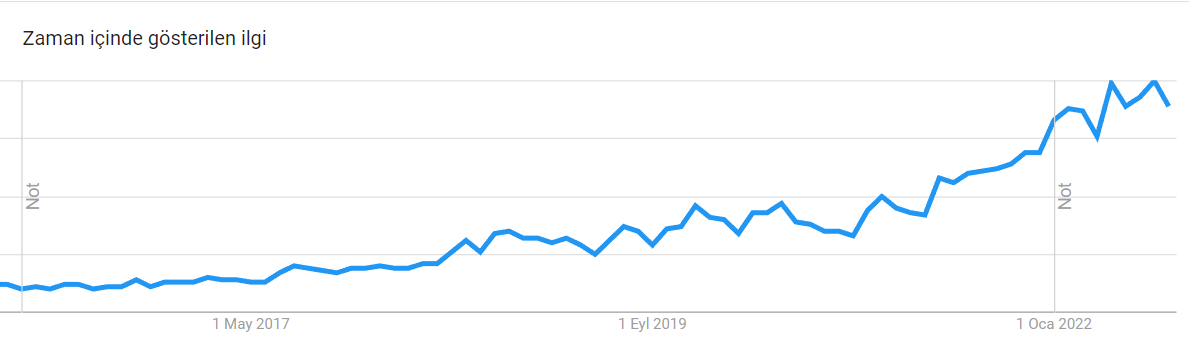 Zaman içinde gösterilen ilgi
Not
Not
1 May 2017
1 Eyl 2019
1 Oca 2022